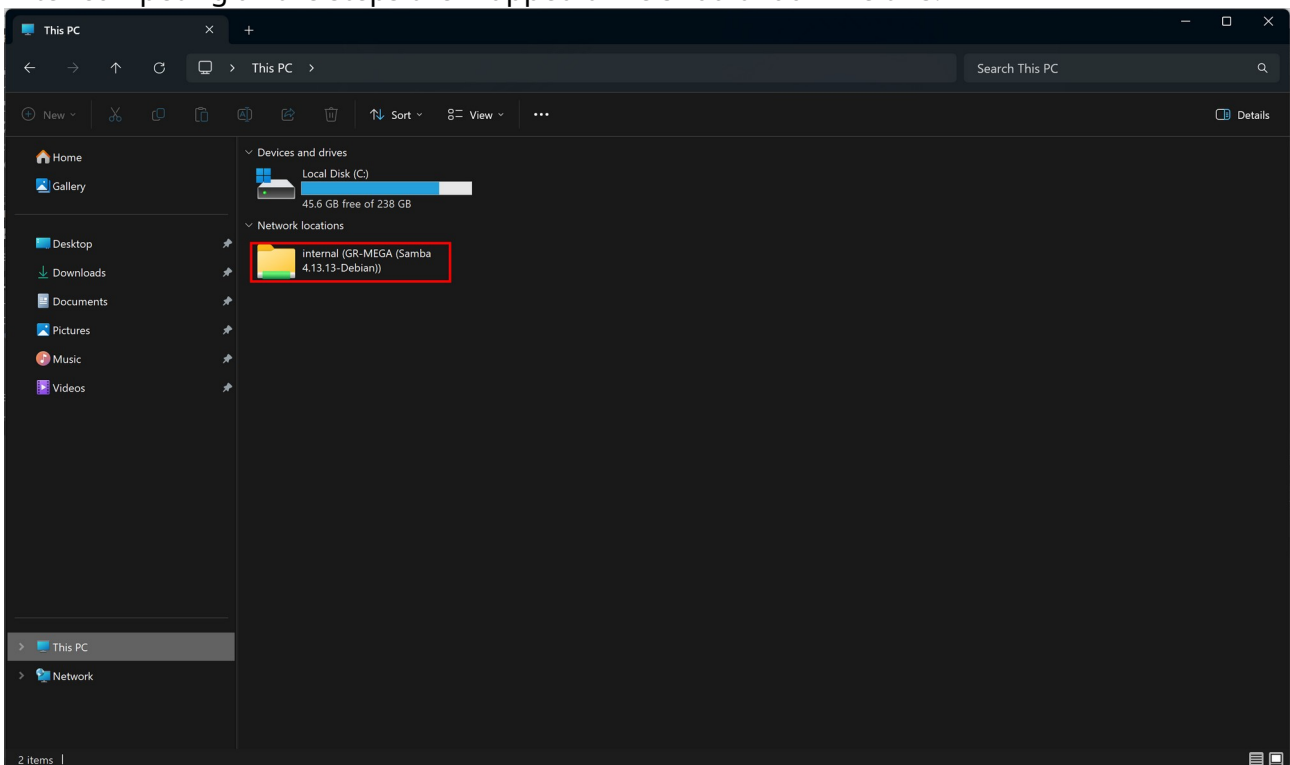 This PC
This PC
Search This PC
New
Sort
View
Details
Home
Gallery
Desktop
Downloads
Documents
Pictures
Music
Videos
This PC
Network
Devices and drives
Local Disk (C:)
45.6 GB free of 238 GB
Network locations
internal (GR-MEGA (Samba
4.13.13-Debian))
2 items